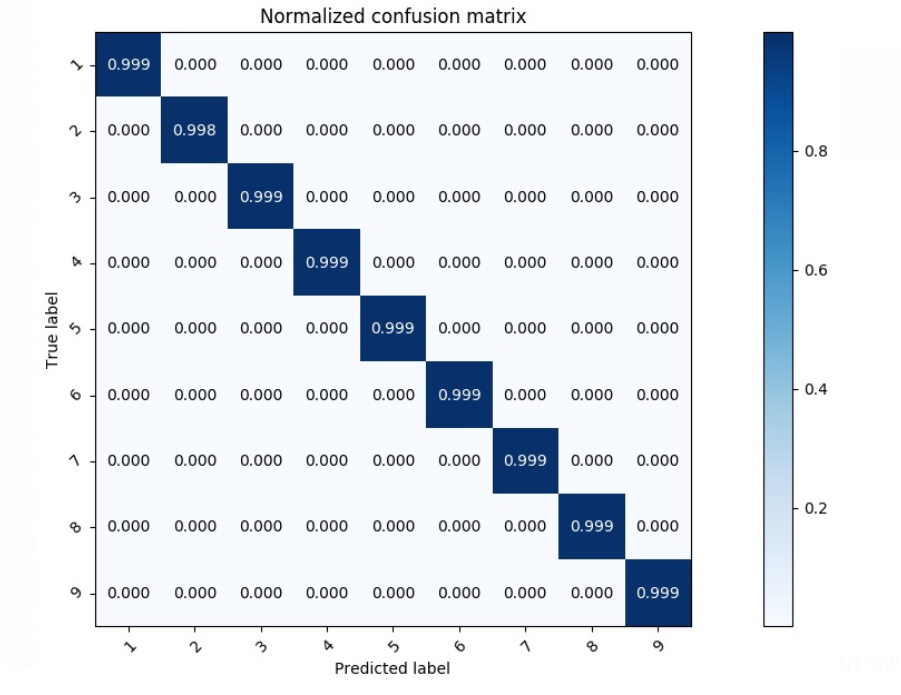 Normalized confusion matrix
1 0.999 0.000 0.000 0.000 0.000 0.000 0.000 0.000 0.000
2 0.000 0.998 0.000 0.000 0.000 0.000 0.000 0.000 0.000
3 0.000 0.000 0.999 0.000 0.000 0.000 0.000 0.000 0.000
4 0.000 0.000 0.000 0.999 0.000 0.000 0.000 0.000 0.000
5 0.000 0.000 0.000 0.000 0.999 0.000 0.000 0.000 0.000
6 0.000 0.000 0.000 0.000 0.000 0.999 0.000 0.000 0.000
7 0.000 0.000 0.000 0.000 0.000 0.000 0.999 0.000 0.000
8 0.000 0.000 0.000 0.000 0.000 0.000 0.000 0.999 0.000
9 0.000 0.000 0.000 0.000 0.000 0.000 0.000 0.000 0.999
1 2 3 4 5 6 7 8 9
Predicted label
True label
0.8
0.6
0.4
0.2